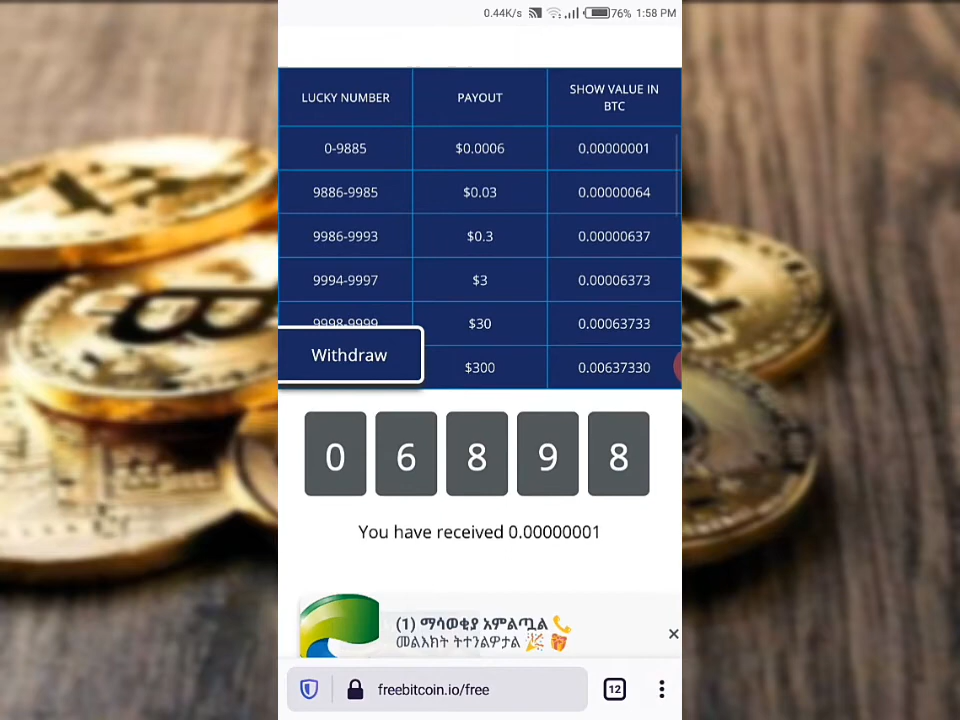 0.44K/s 76% 1:58 PM
LUCKY NUMBER PAYOUT SHOW VALUE IN BTC
0-9885 $0.0006 0.00000001
9886-9985 $0.03 0.00000064
9986-9993 $0.3 0.00000637
9994-9997 $3 0.00006373
9998-9999 $30 0.00063733
Withdraw $300 0.00637330
0 6 8 9 8
You have received 0.00000001
(1) ማሳወቂያ አምልጧል
መልእክት ተተንልዎታል
freebitcoin.io/free 12